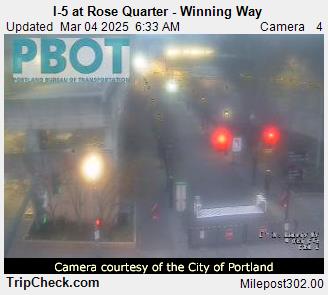 I-5 at Rose Quarter - Winning Way
Updated Mar 04 2025 6:33 AM Camera 4
PBOT
PORTLAND BUREAU OF TRANSPORTATION
Camera courtesy of the City of Portland
TripCheck.com Milepost302.00